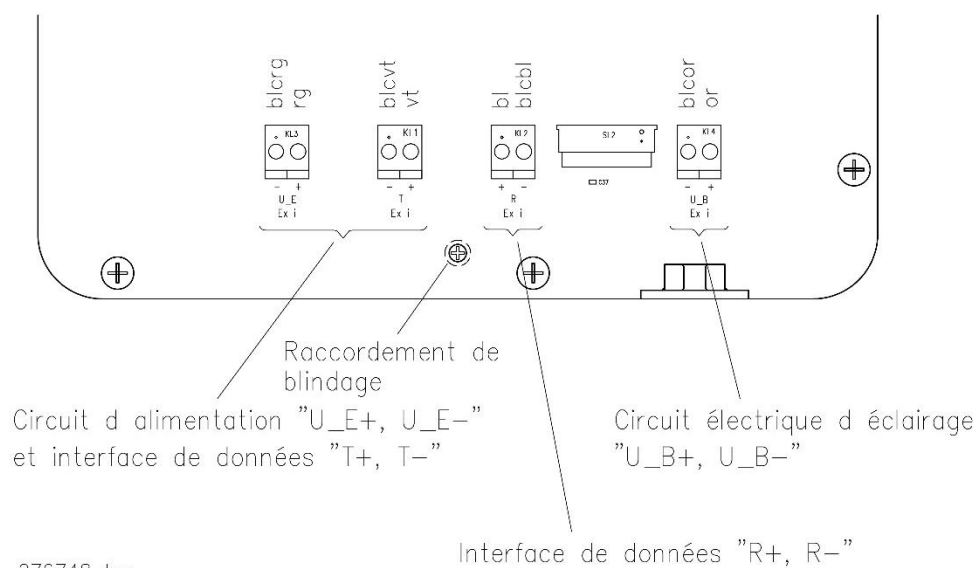 blcrg
rg
blcvt
vt
bl
blcbl
blcor
or
KL3
Kl1
Kl2
Sl2
Kl4
C37
- +
U_E
Ex i
- +
T
Ex i
+ -
R
Ex i
- +
U_B
Ex i
Raccordement de
blindage
Circuit d alimentation "U_E+, U_E-"
et interface de données "T+, T-"
Circuit électrique d éclairage
"U_B+, U_B-"
Interface de données "R+, R-"